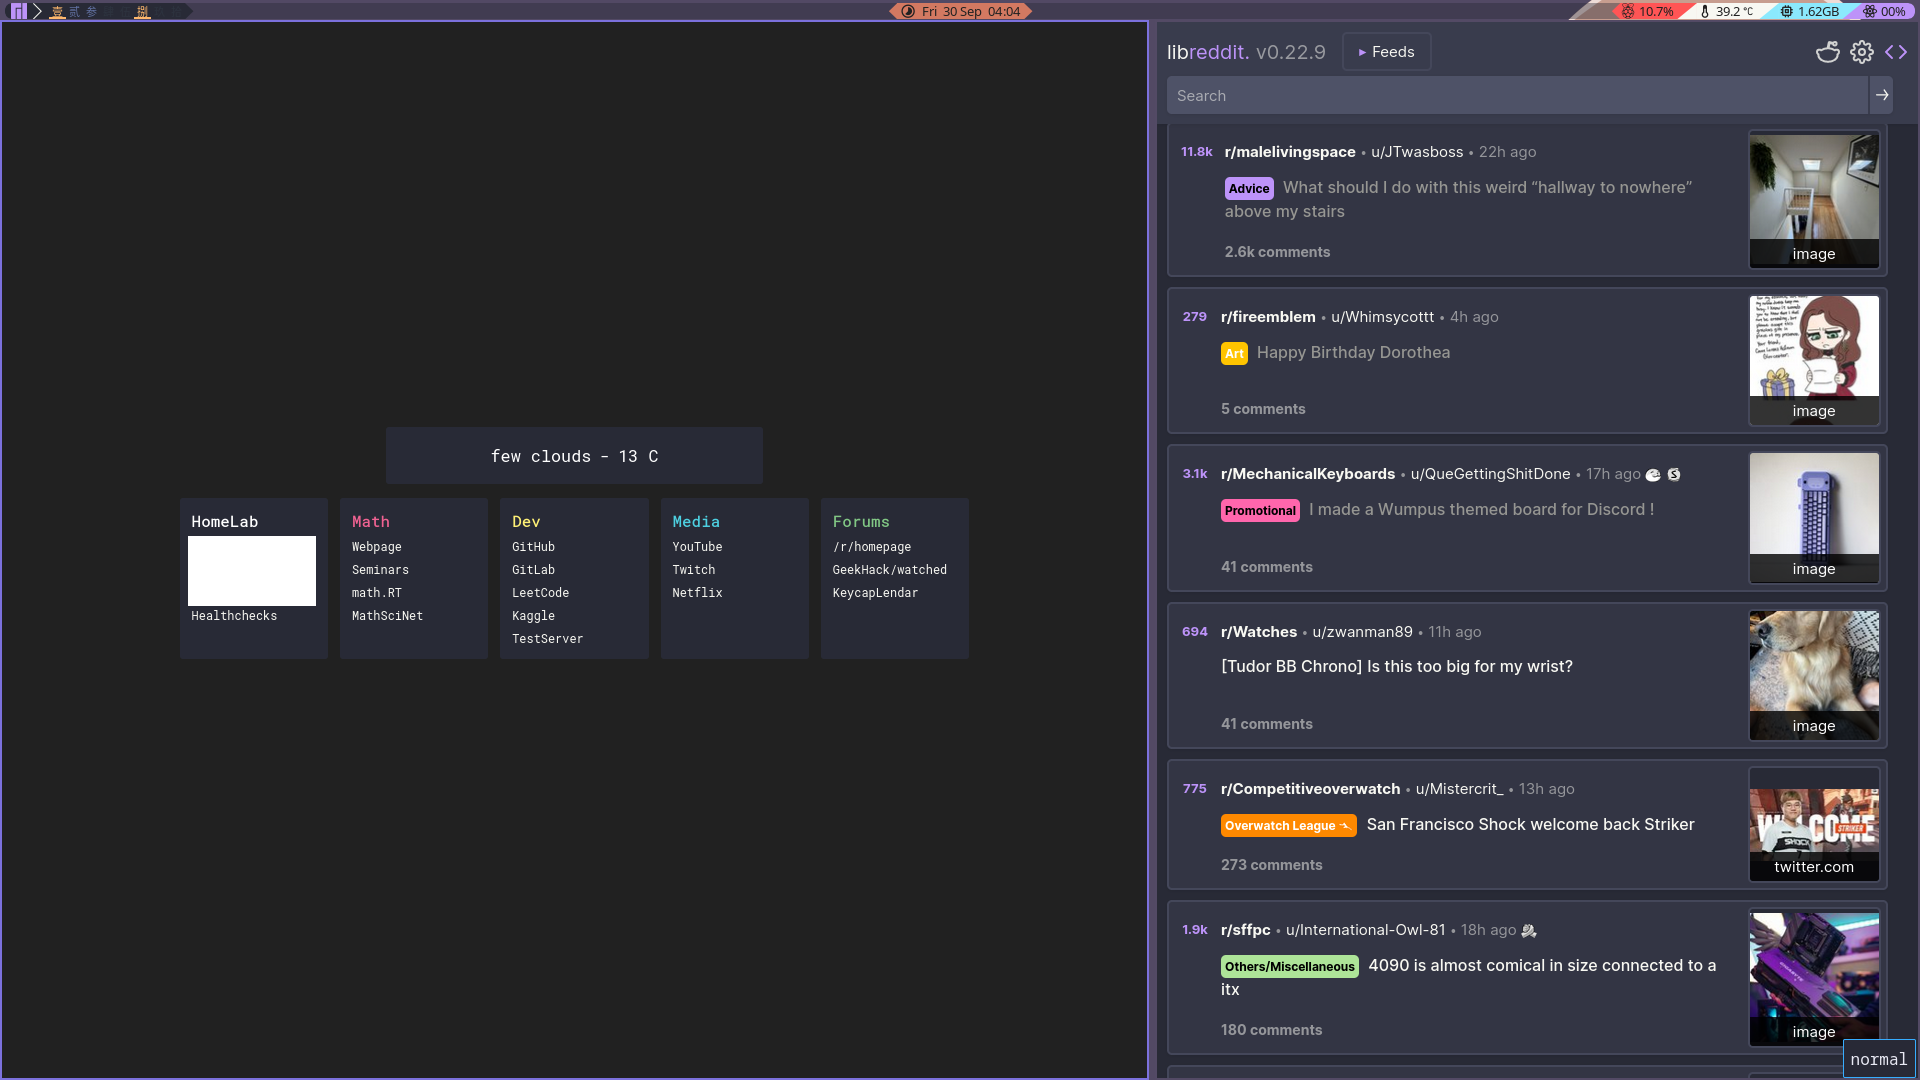 壹 貳 参 捌
Fri 30 Sep 04:04
10.7% 39.2 °C 1.62GB 00%
libreddit. v0.22.9 ▸ Feeds
Search
few clouds - 13 C
HomeLab
Healthchecks
Math
Webpage
Seminars
math.RT
MathSciNet
Dev
GitHub
GitLab
LeetCode
Kaggle
TestServer
Media
YouTube
Twitch
Netflix
Forums
/r/homepage
GeekHack/watched
KeycapLendar
11.8k r/malelivingspace • u/JTwasboss • 22h ago
Advice What should I do with this weird “hallway to nowhere”
above my stairs
2.6k comments
image
279 r/fireemblem • u/Whimsycottt • 4h ago
Art Happy Birthday Dorothea
5 comments
image
3.1k r/MechanicalKeyboards • u/QueGettingShitDone • 17h ago
Promotional I made a Wumpus themed board for Discord !
41 comments
image
694 r/Watches • u/zwanman89 • 11h ago
[Tudor BB Chrono] Is this too big for my wrist?
41 comments
image
775 r/Competitiveoverwatch • u/Mistercrit_ • 13h ago
Overwatch League San Francisco Shock welcome back Striker
273 comments
WELCOME
STRIKER
SHOCK
twitter.com
1.9k r/sffpc • u/International-Owl-81 • 18h ago
Others/Miscellaneous 4090 is almost comical in size connected to a
itx
180 comments
image
normal